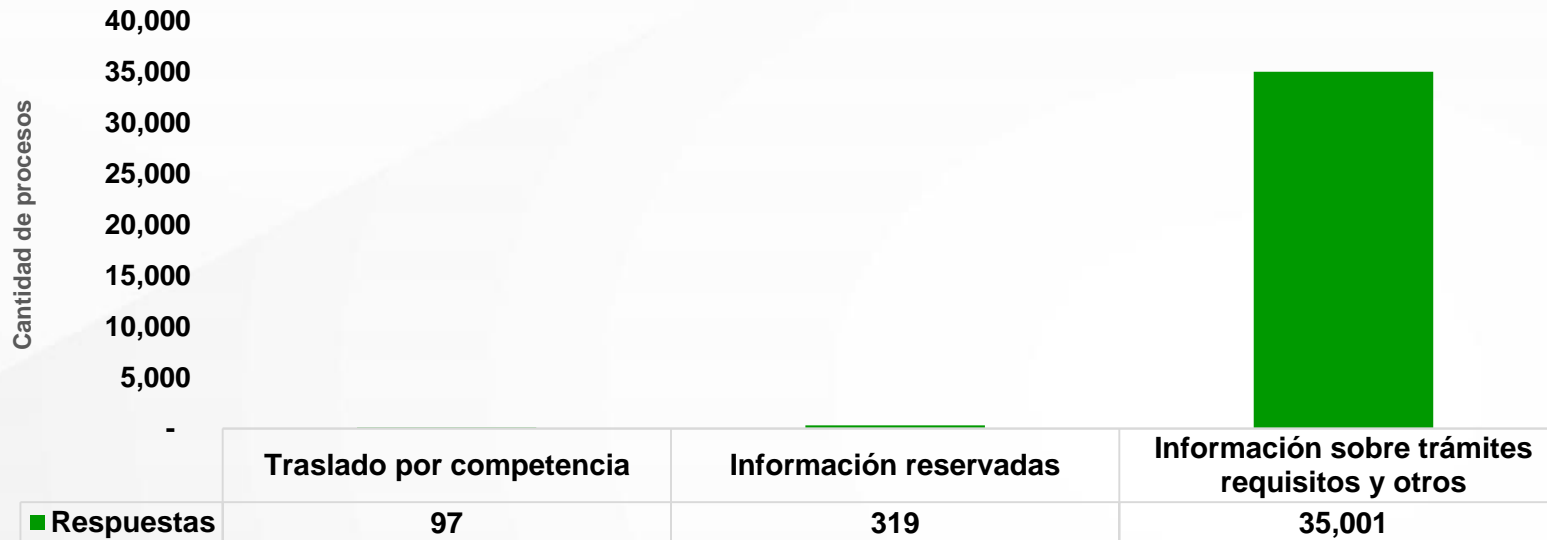 Cantidad de procesos
40,000
35,000
30,000
25,000
20,000
15,000
10,000
5,000
-
Traslado por competencia
Información reservadas
Información sobre trámites
requisitos y otros
Respuestas 97 319 35,001